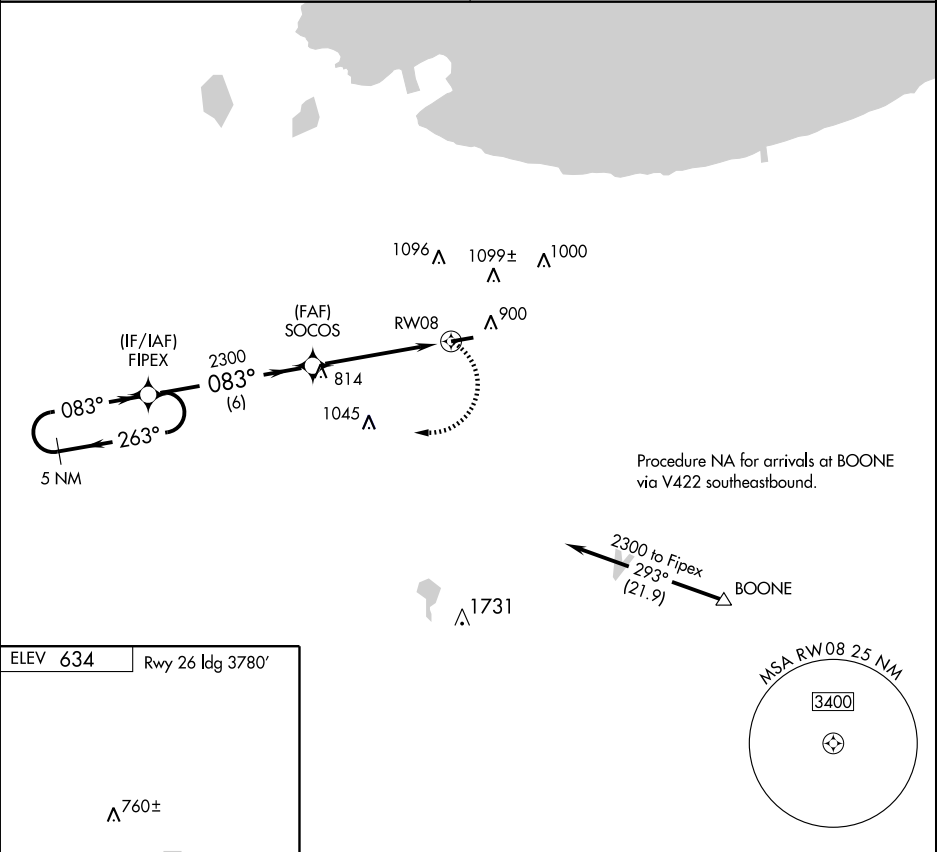 1096
1099±
1000
900
RW08
(FAF)
SOCOS
(IF/IAF)
FIPEX
2300
083°
(6)
814
083°
263°
1045
5 NM
Procedure NA for arrivals at BOONE
via V422 southeastbound.
2300 to Fipex
293°
(21.9)
BOONE
1731
ELEV 634
Rwy 26 ldg 3780'
760±
MSA RW08 25 NM
3400